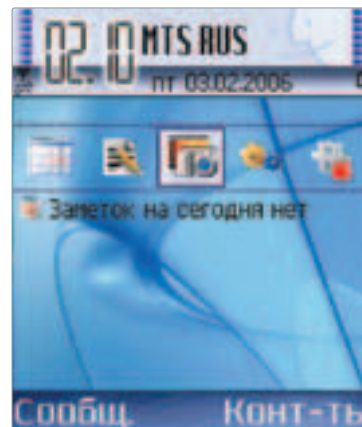 02.10 MTS RUS
пт 03.02.2006
Заметок на сегодня нет
Сообщ. Конт-ты